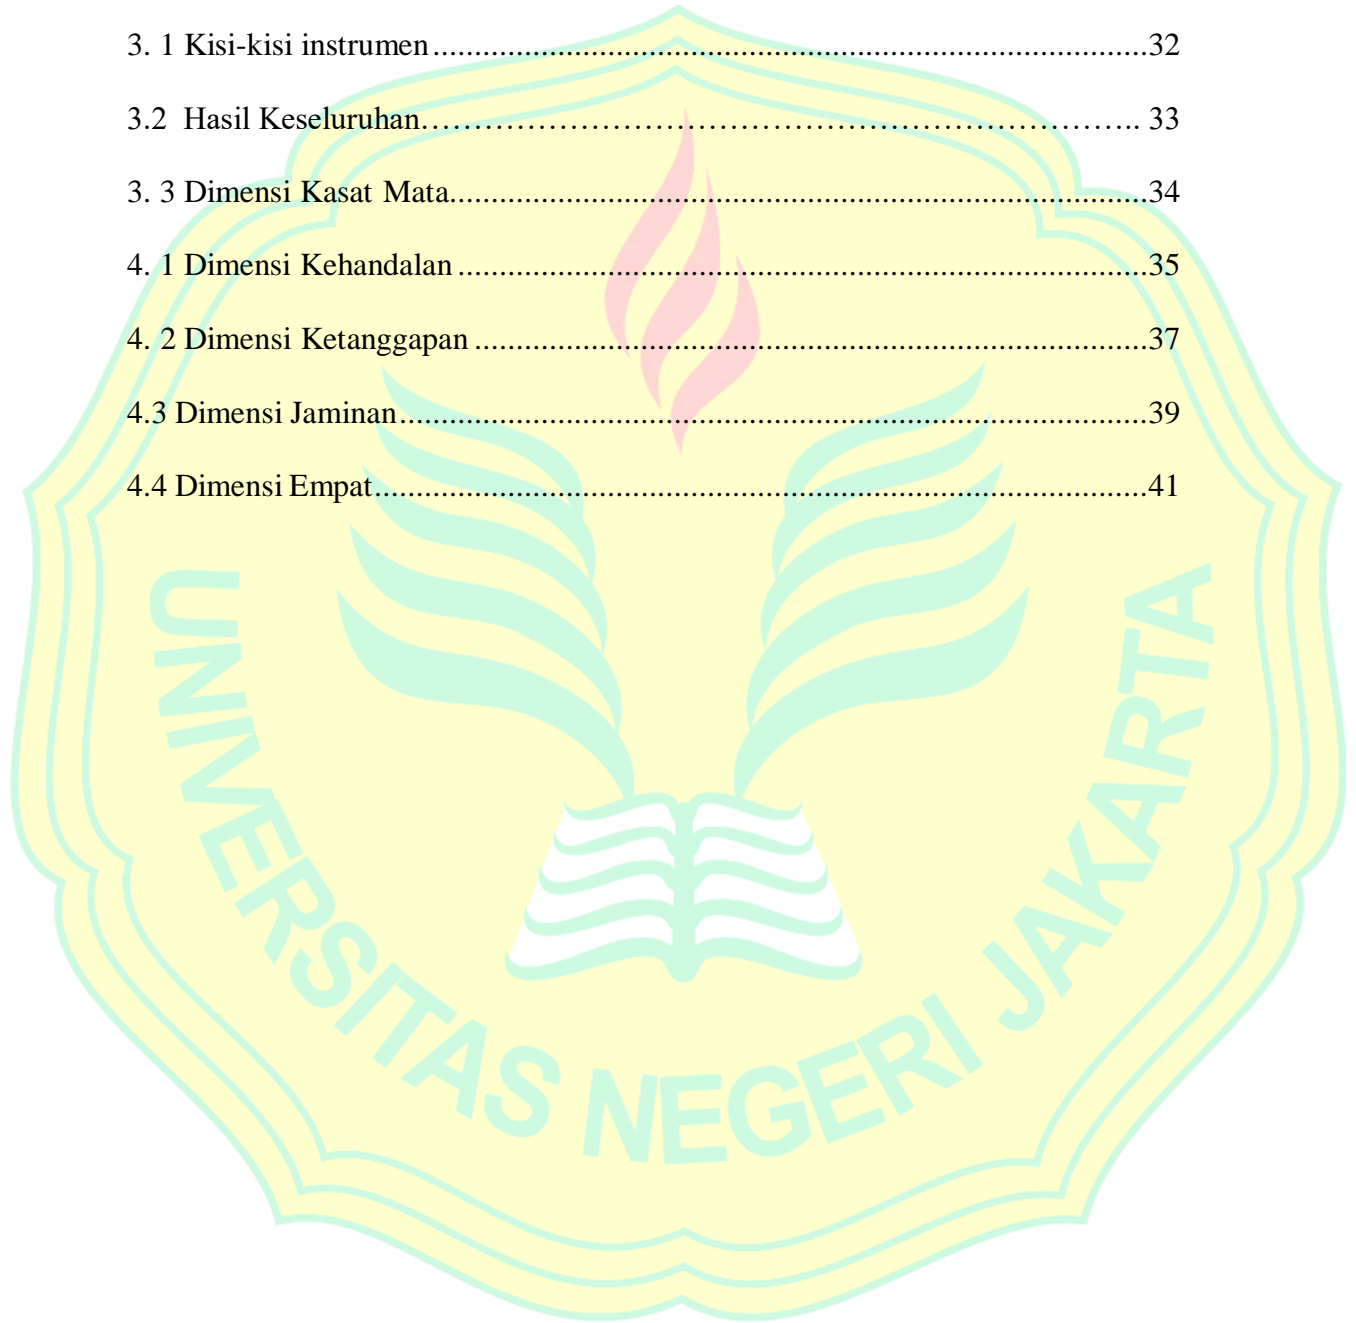 3. 1 Kisi-kisi instrumen....................................................................................32
3.2  Hasil Keseluruhan………………………………………………………………….. 33
3. 3 Dimensi Kasat Mata..................................................................................34
4. 1 Dimensi Kehandalan .................................................................................35
4. 2 Dimensi Ketanggapan ...............................................................................37
4.3 Dimensi Jaminan........................................................................................39
4.4 Dimensi Empat...........................................................................................41
UNIVERSITAS NEGERI JAKARTA